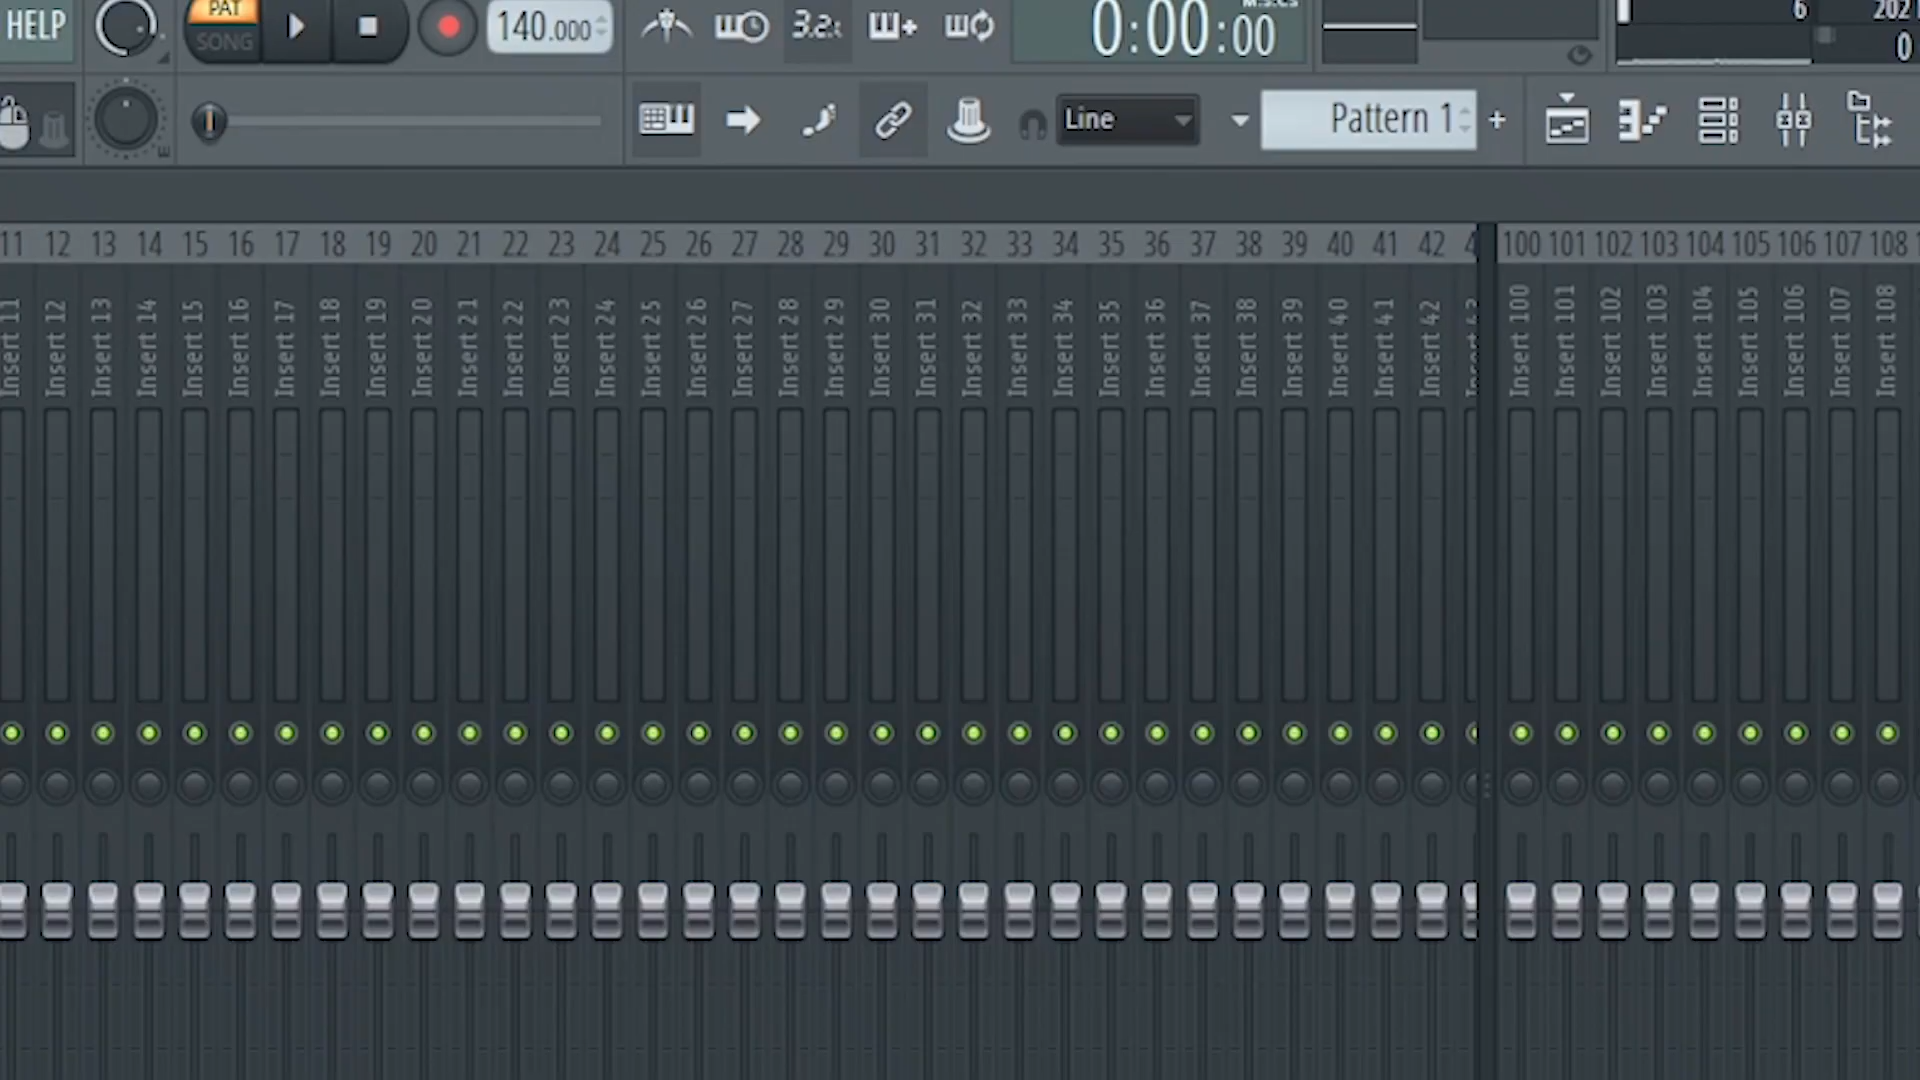 HELP
PAT
SONG
140.000
3.2
0:00:00
M:S:CS
6
202
0
Line
Pattern 1
11 12 13 14 15 16 17 18 19 20 21 22 23 24 25 26 27 28 29 30 31 32 33 34 35 36 37 38 39 40 41 42 100 101 102 103 104 105 106 107 108
Insert 11
Insert 12
Insert 13
Insert 14
Insert 15
Insert 16
Insert 17
Insert 18
Insert 19
Insert 20
Insert 21
Insert 22
Insert 23
Insert 24
Insert 25
Insert 26
Insert 27
Insert 28
Insert 29
Insert 30
Insert 31
Insert 32
Insert 33
Insert 34
Insert 35
Insert 36
Insert 37
Insert 38
Insert 39
Insert 40
Insert 41
Insert 42
Insert 100
Insert 101
Insert 102
Insert 103
Insert 104
Insert 105
Insert 106
Insert 107
Insert 108